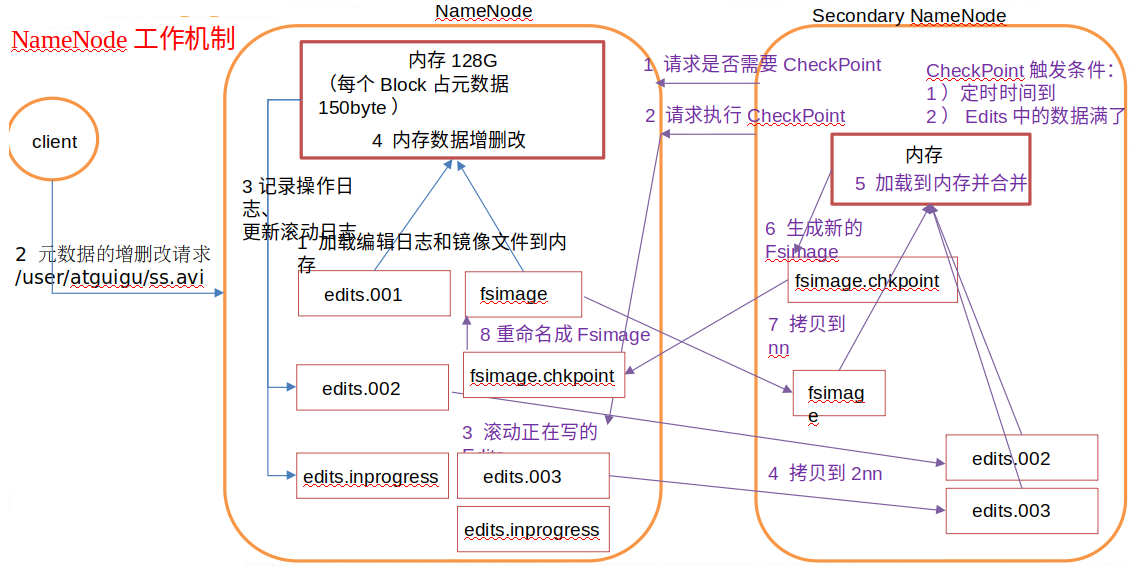 NameNode
Secondary NameNode
NameNode 工作机制
内存 128G
（每个 Block 占元数据
150byte ）
4 内存数据增删改
1 请求是否需要 CheckPoint
CheckPoint 触发条件：
1 ）定时时间到
2 ） Edits 中的数据满了
2 请求执行 CheckPoint
client
内存
5 加载到内存并合并
3 记录操作日
志、
更新滚动日志
1 加载编辑日志和镜像文件到内
存
2 元数据的增删改请求
/user/atguigu/ss.avi
6 生成新的
Fsimage
edits.001
fsimage
fsimage.chkpoint
8 重命名成 Fsimage
7 拷贝到
nn
edits.002
fsimage.chkpoint
fsimag
e
3 滚动正在写的
Edits
edits.002
edits.inprogress
edits.003
4 拷贝到 2nn
edits.003
edits.inprogress